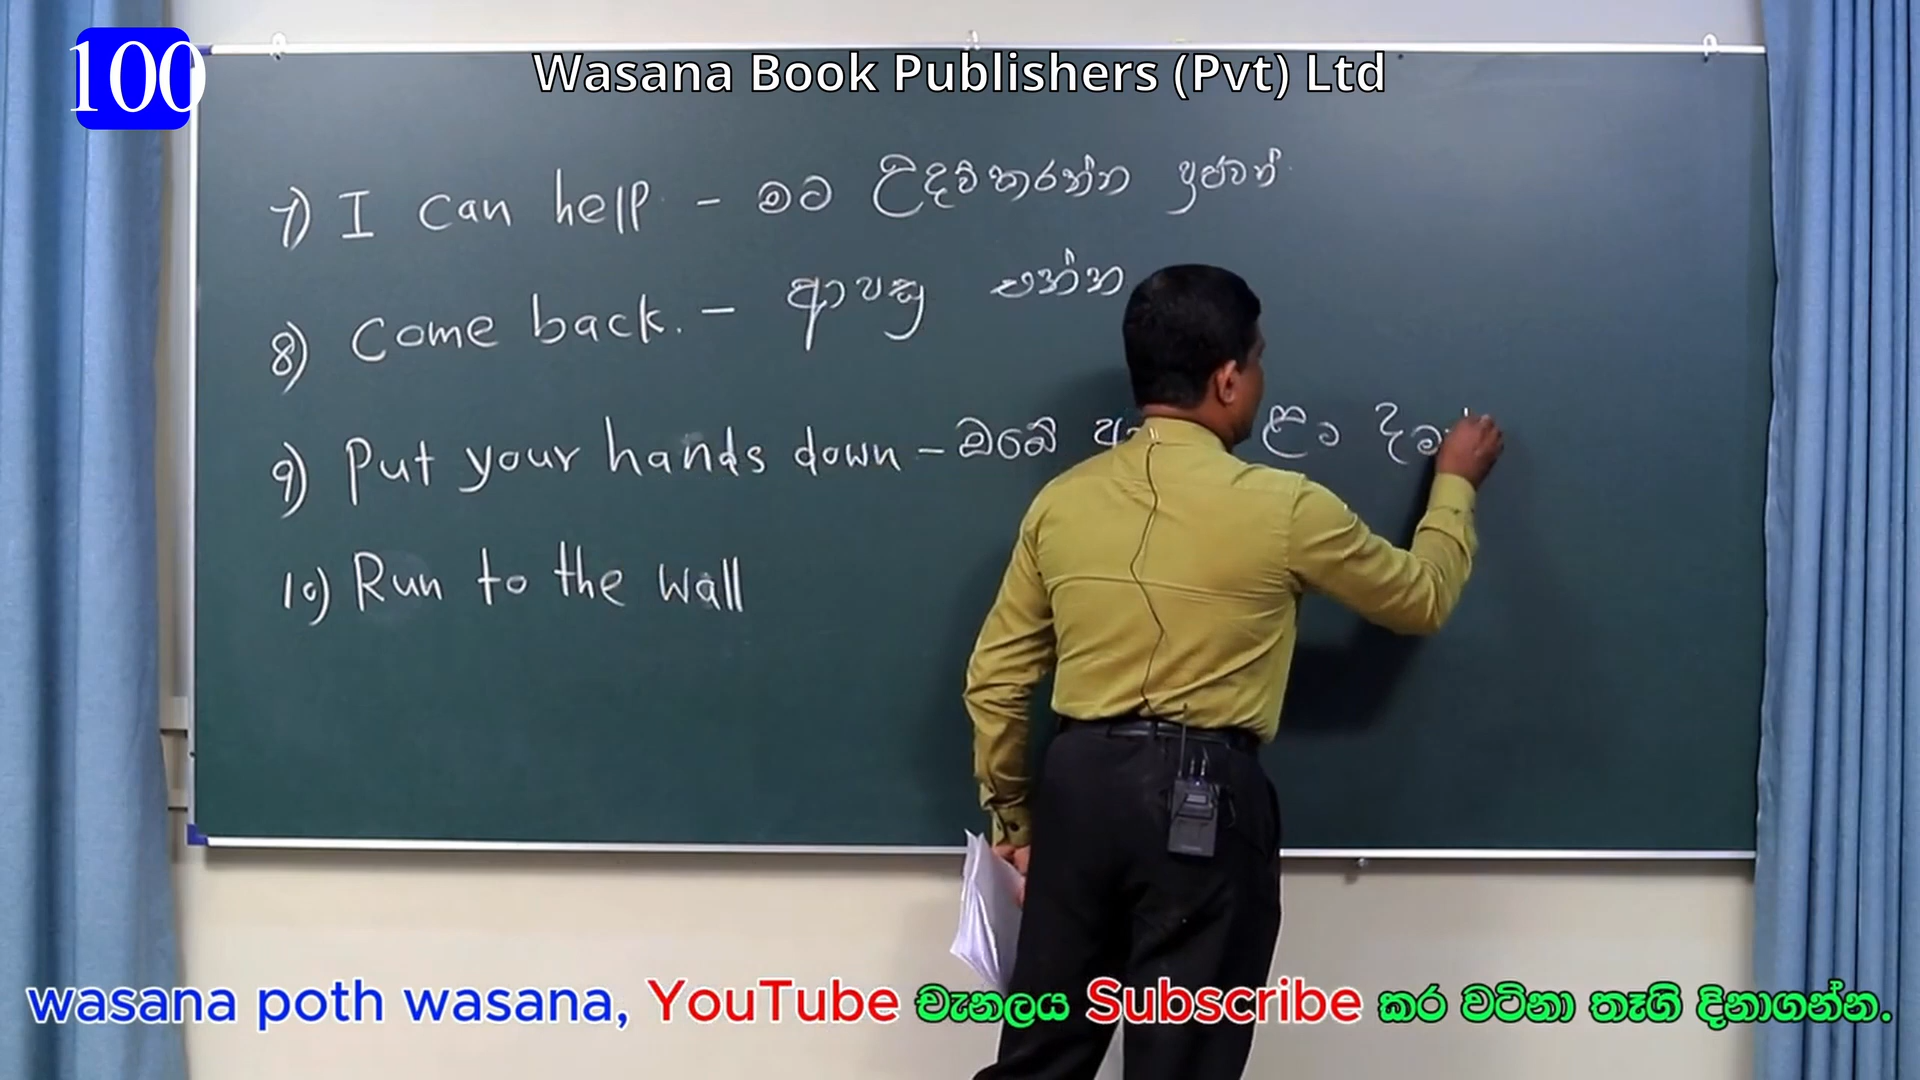 100
Wasana Book Publishers (Pvt) Ltd
7) I can help - මට උදව්කරන්න පුළුවන්
8) Come back. - ආපසු එන්න
9) Put your hands down - ඔබේ
10) Run to the wall
wasana poth wasana, YouTube චැනලය Subscribe කර වටිනා තෑගි දිනාගන්න.